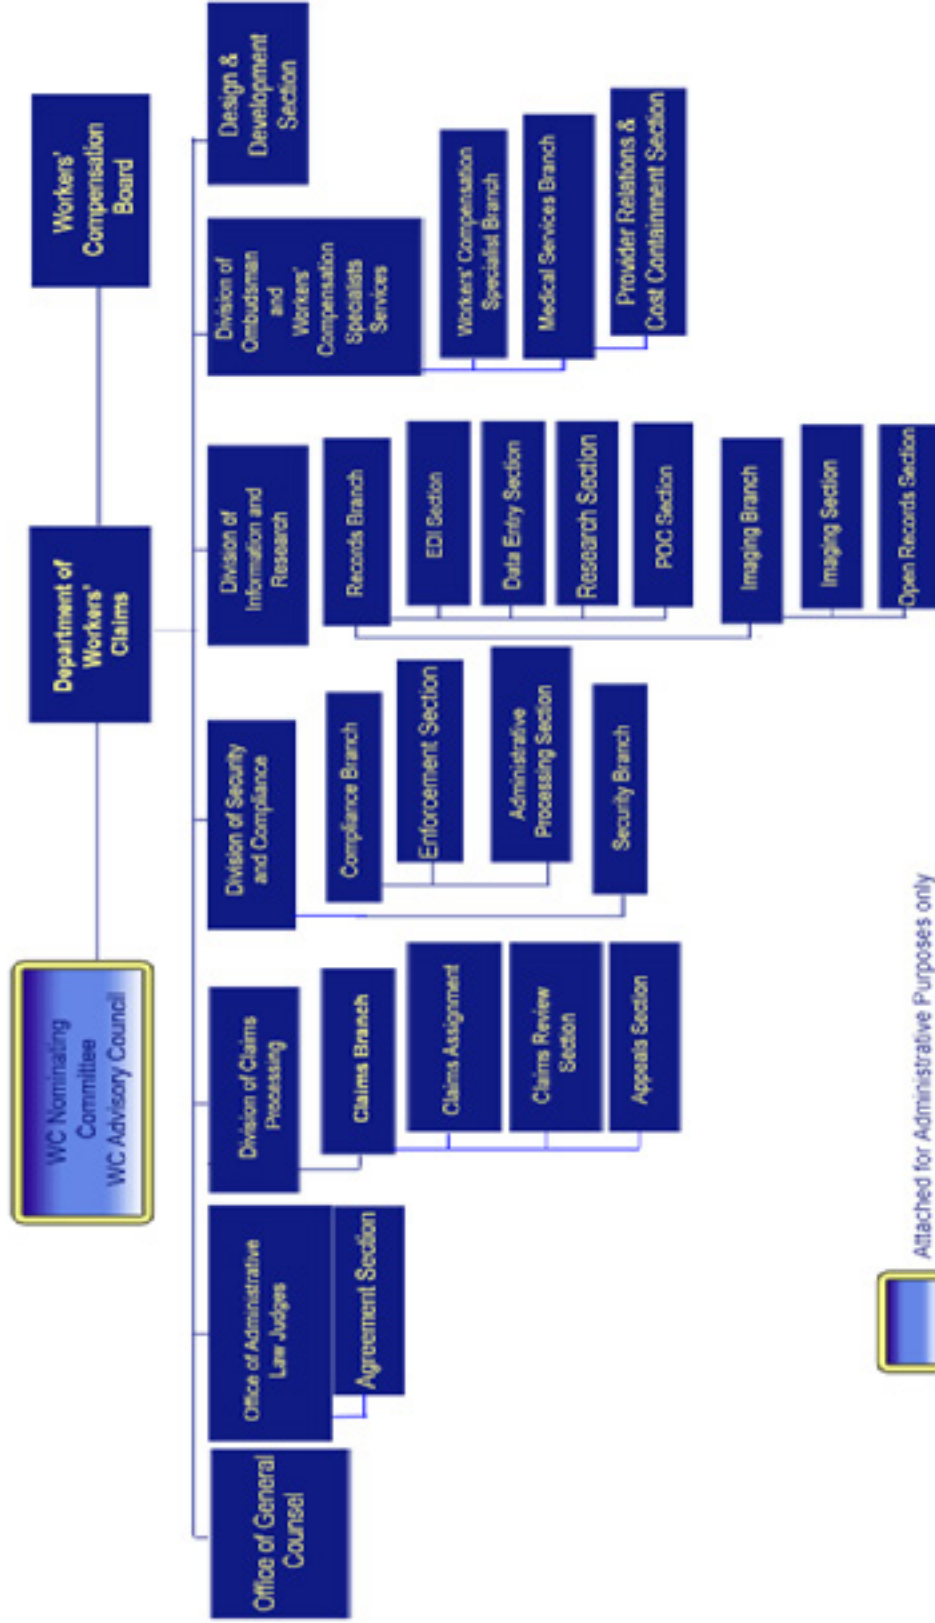 WC Nominating
Committee
WC Advisory Council
Department of
Workers'
Claims
Workers'
Compensation
Board
Office of General
Counsel
Office of Administrative
Law Judges
Agreement Section
Division of Claims
Processing
Claims Branch
Claims Assignment
Claims Review
Section
Appeals Section
Division of Security
and Compliance
Compliance Branch
Enforcement Section
Administrative
Processing Section
Security Branch
Division of
Information and
Research
Records Branch
EDI Section
Data Entry Section
Research Section
POC Section
Imaging Branch
Imaging Section
Open Records Section
Division of
Ombudsman
and
Workers'
Compensation
Specialists
Services
Workers' Compensation
Specialist Branch
Medical Services Branch
Provider Relations &
Cost Containment Section
Design &
Development
Section
Attached for Administrative Purposes only